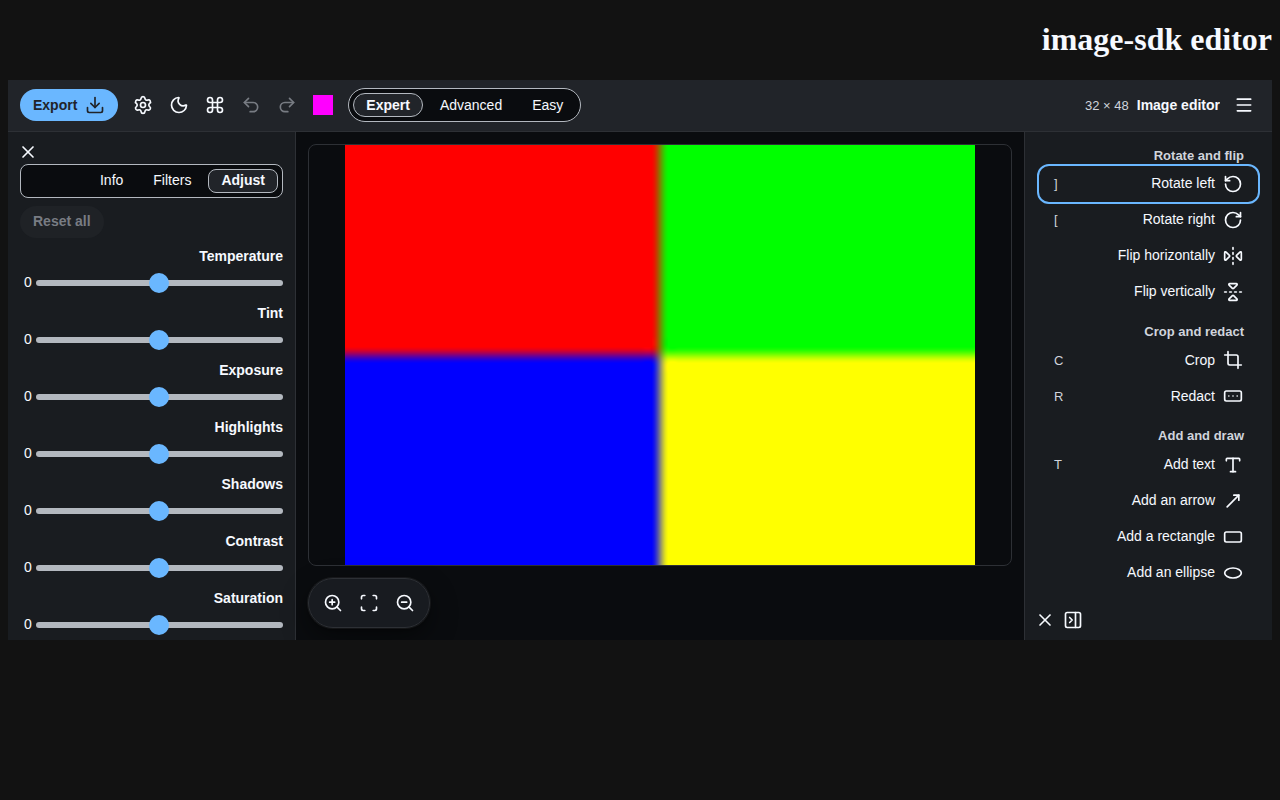 image-sdk editor
Export
Expert
Advanced
Easy
32 × 48
Image editor
Info
Filters
Adjust
Reset all
Temperature
0
Tint
0
Exposure
0
Highlights
0
Shadows
0
Contrast
0
Saturation
0
Rotate and flip
] Rotate left
[ Rotate right
Flip horizontally
Flip vertically
Crop and redact
C Crop
R Redact
Add and draw
T Add text
Add an arrow
Add a rectangle
Add an ellipse